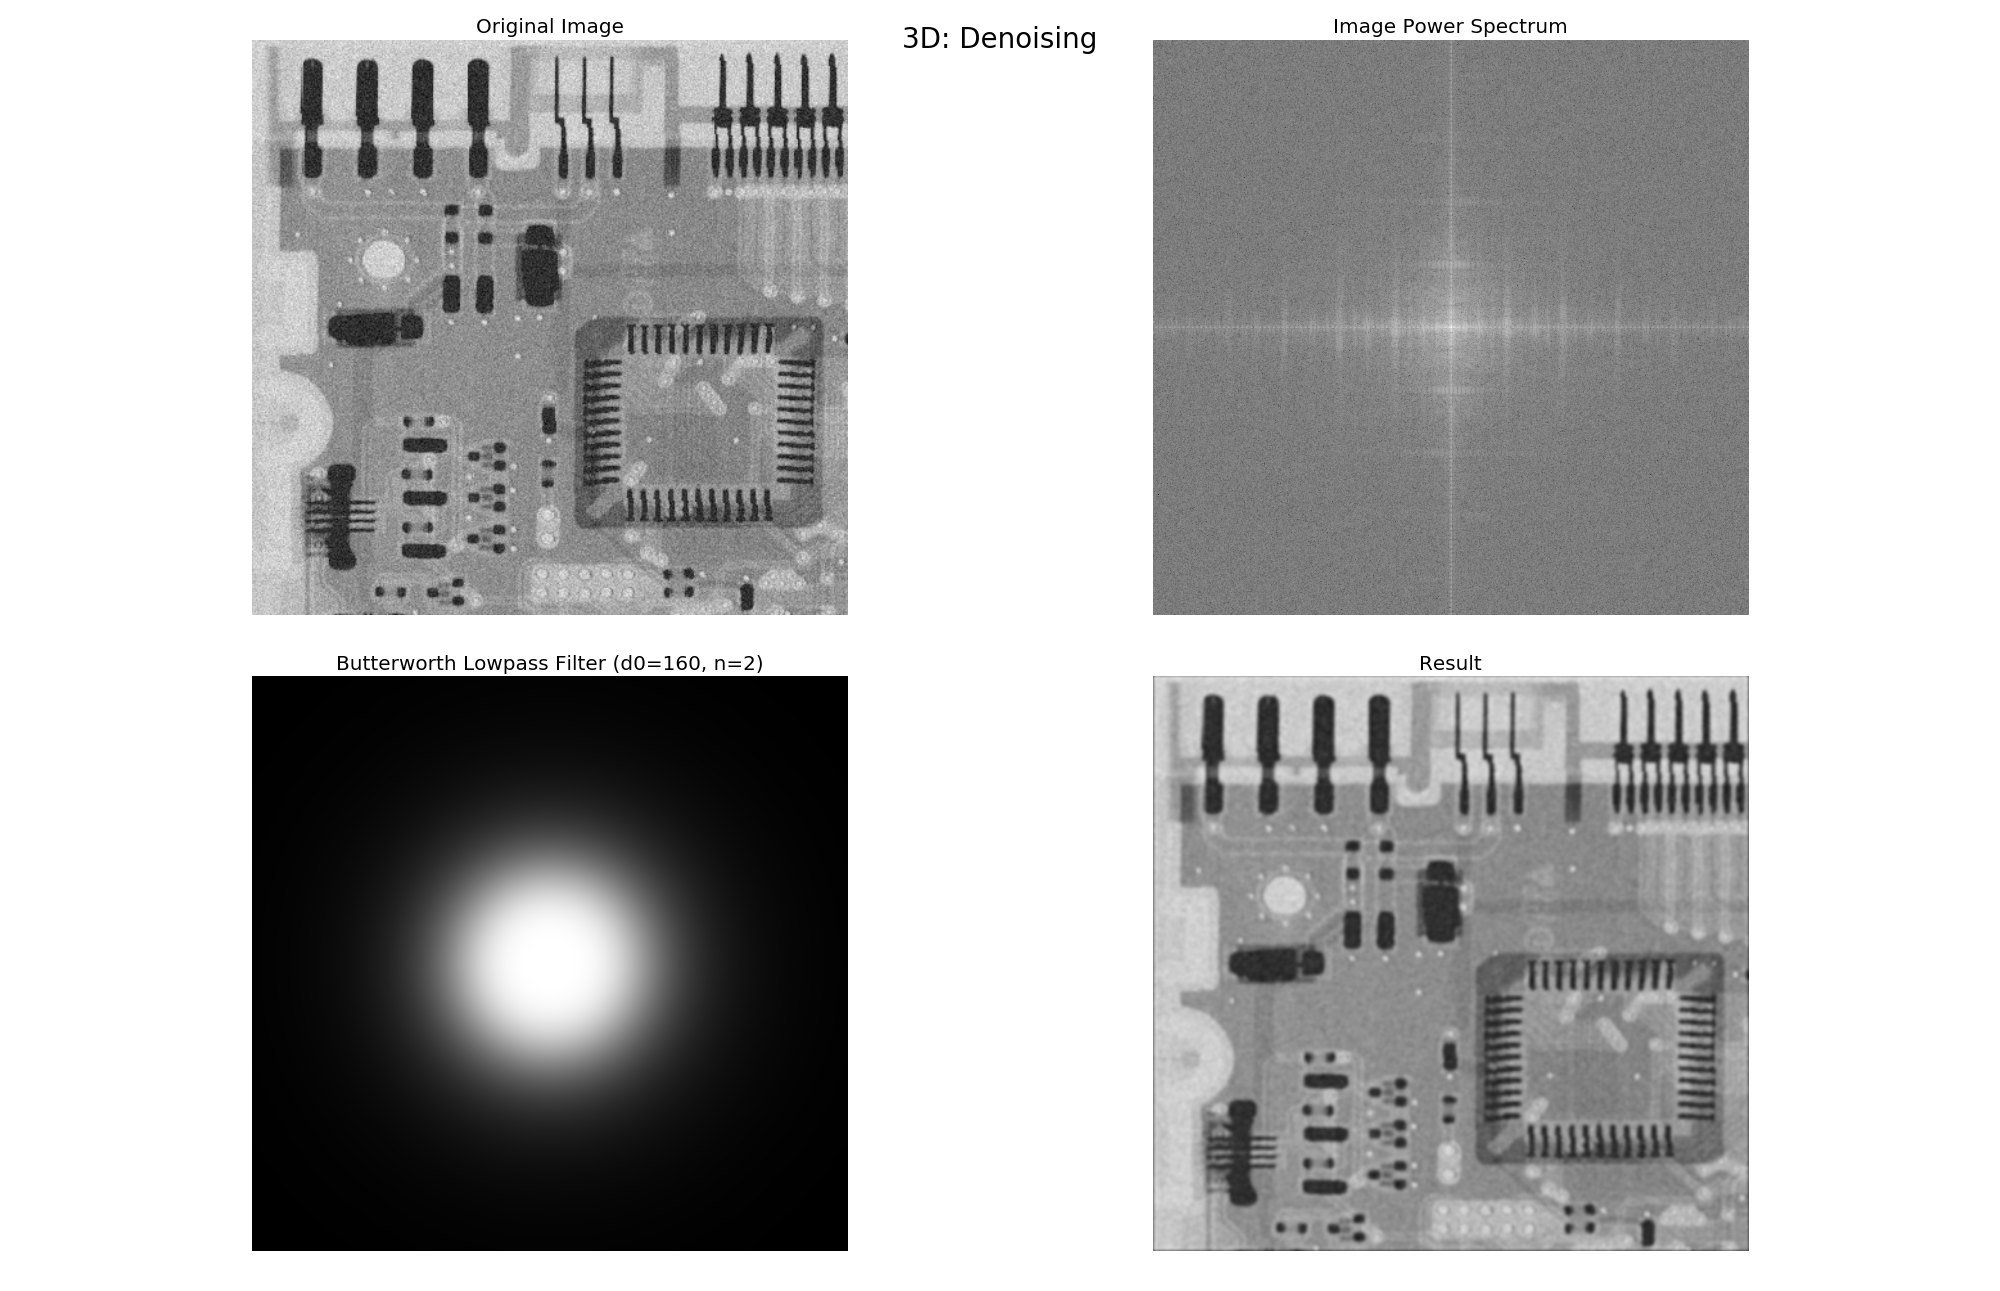 3D: Denoising
Original Image
Image Power Spectrum
Butterworth Lowpass Filter (d0=160, n=2)
Result